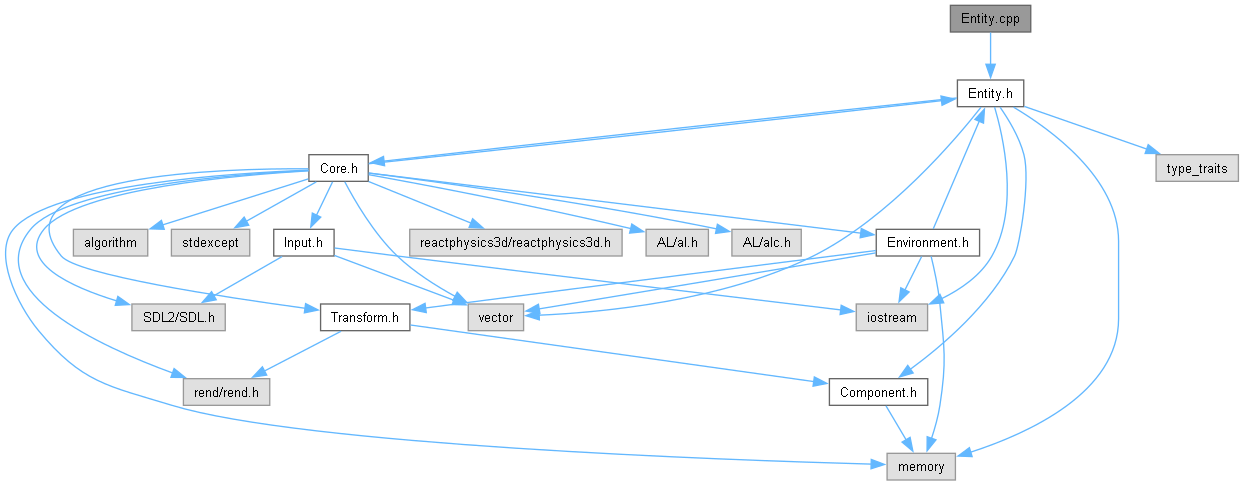 Entity.cpp
Entity.h
Core.h
type_traits
algorithm
stdexcept
Input.h
reactphysics3d/reactphysics3d.h
AL/al.h
AL/alc.h
Environment.h
SDL2/SDL.h
Transform.h
vector
iostream
rend/rend.h
Component.h
memory